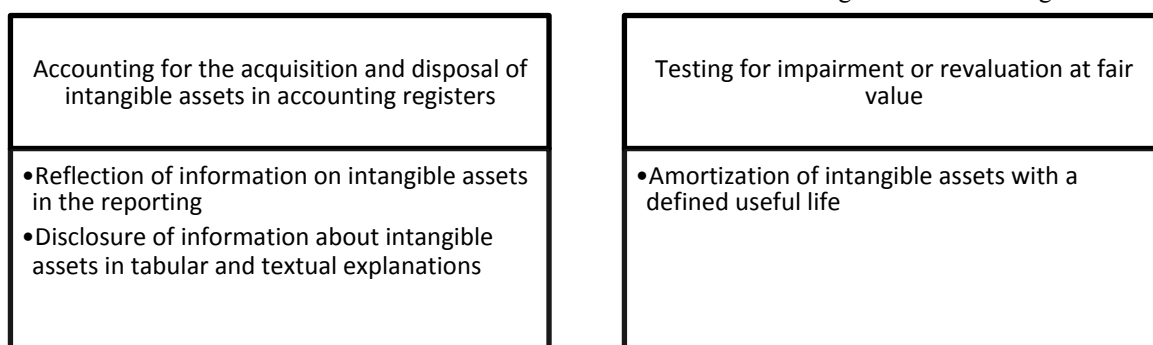 Accounting for the acquisition and disposal of
intangible assets in accounting registers
•Reflection of information on intangible assets
in the reporting
•Disclosure of information about intangible
assets in tabular and textual explanations
Testing for impairment or revaluation at fair
value
•Amortization of intangible assets with a
defined useful life